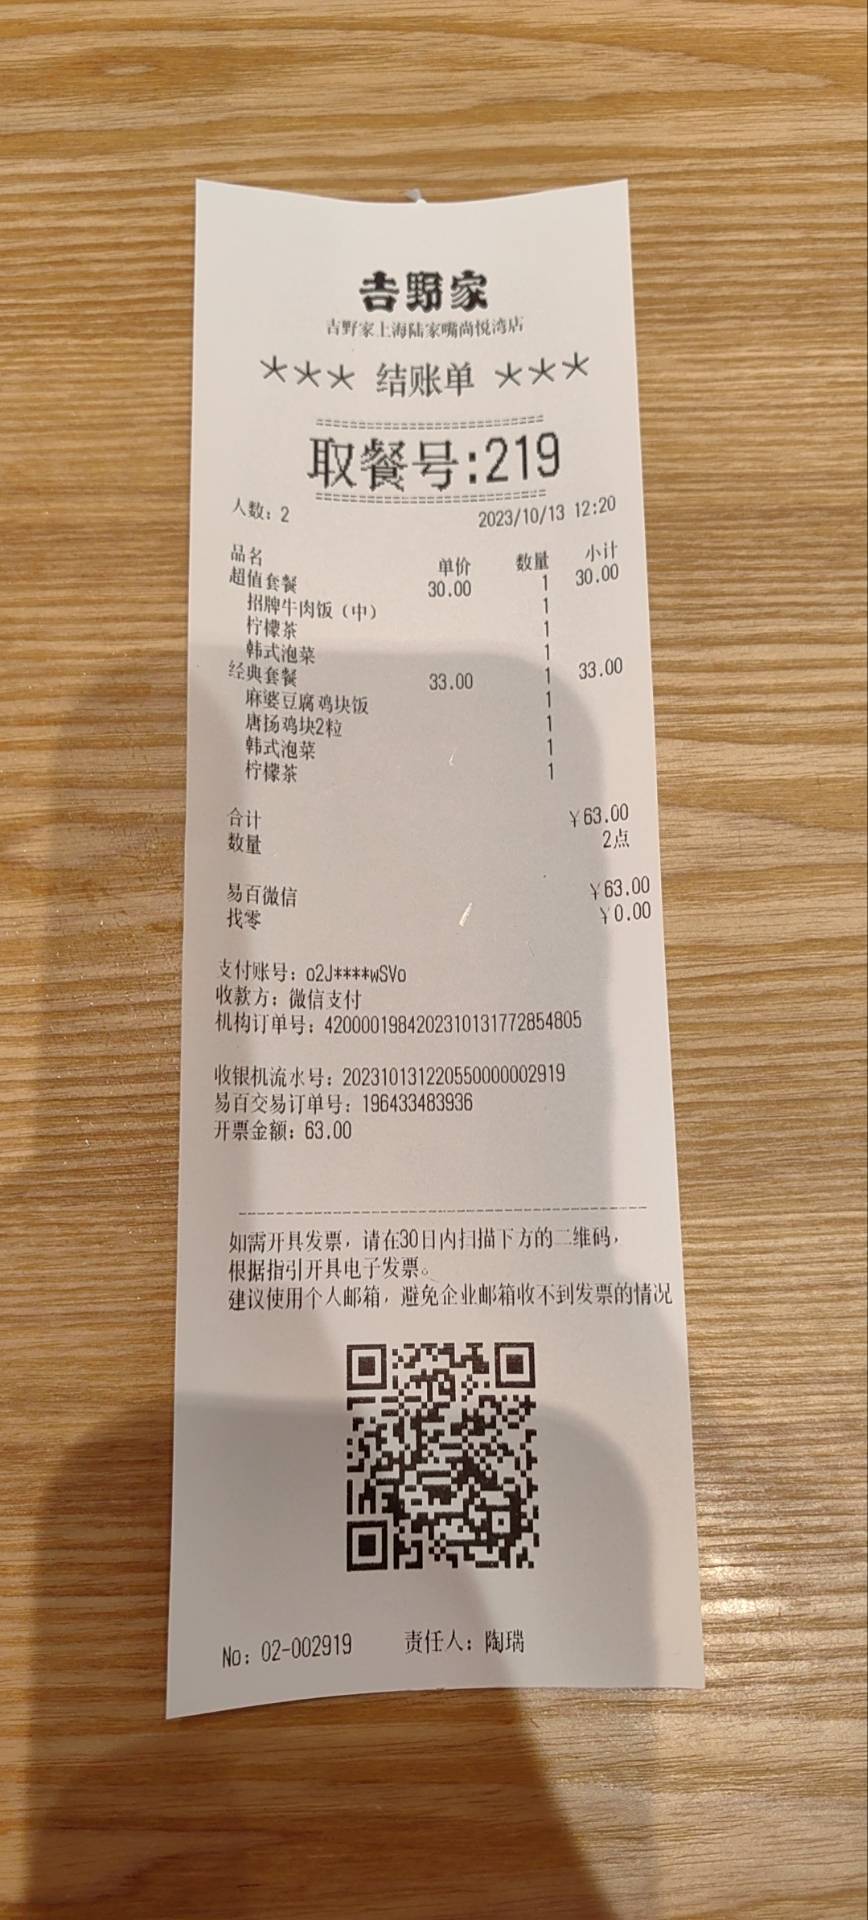 吉野家
吉野家上海陆家嘴尚悦湾店
*** 结账单 ***
===========================
取餐号:219
===========================
人数: 2 2023/10/13 12:20
品名 单价 数量 小计
超值套餐 30.00 1 30.00
招牌牛肉饭（中） 1
柠檬茶 1
韩式泡菜 1
经典套餐 33.00 1 33.00
麻婆豆腐鸡块饭 1
唐扬鸡块2粒 1
韩式泡菜 1
柠檬茶 1
合计 ￥63.00
数量 2点
易百微信 ￥63.00
找零 ￥0.00
支付账号: o2J****wSVo
收款方: 微信支付
机构订单号: 4200001984202310131772854805
收银机流水号: 202310131220550000002919
易百交易订单号: 196433483936
开票金额: 63.00
如需开具发票，请在30日内扫描下方的二维码，
根据指引开具电子发票。
建议使用个人邮箱，避免企业邮箱收不到发票的情况
No: 02-002919 责任人: 陶瑞